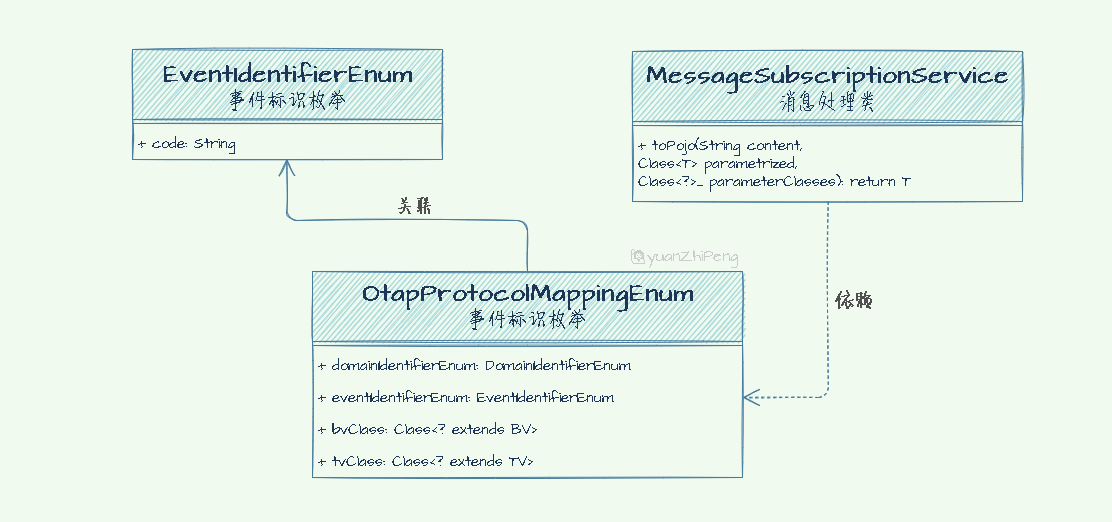 EventIdentifierEnum
事件标识枚举
+ code: String
MessageSubscriptionService
消息处理类
+ toPojo(String content,
Class<T> parametrized,
Class<?>... parameterClasses): return T
关联
@yuanZhiPeng
依赖
OtapProtocolMappingEnum
事件标识枚举
+ domainIdentifierEnum: DomainIdentifierEnum
+ eventIdentifierEnum: EventIdentifierEnum
+ bvClass: Class<? extends BV>
+ tvClass: Class<? extends TV>